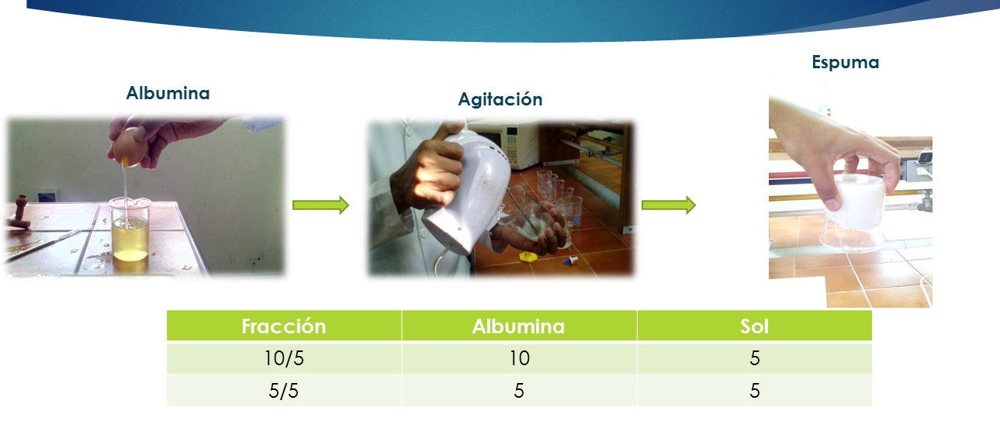 Espuma
Albumina
Agitación
Fracción Albumina Sol
10/5 10 5
5/5 5 5